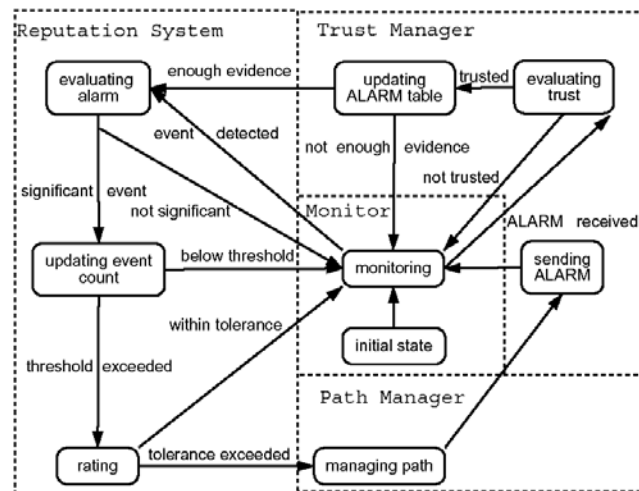 Reputation System
Trust Manager
evaluating
alarm
enough evidence
updating
ALARM table
trusted
evaluating
trust
event detected
not enough evidence
not trusted
significant event
not significant
Monitor
ALARM received
updating event
count
below threshold
monitoring
sending
ALARM
within tolerance
initial state
threshold exceeded
Path Manager
rating
tolerance exceeded
managing path